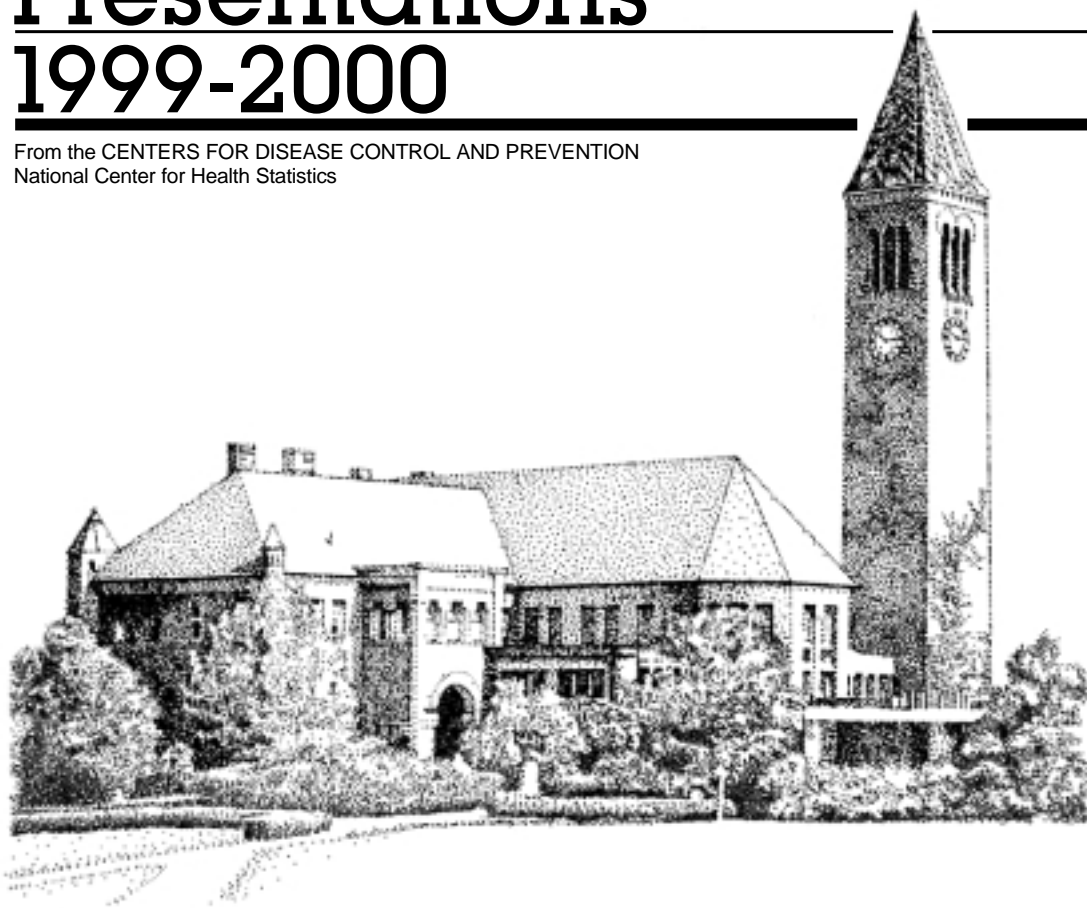 Presentations
1999-2000
From the CENTERS FOR DISEASE CONTROL AND PREVENTION
National Center for Health Statistics